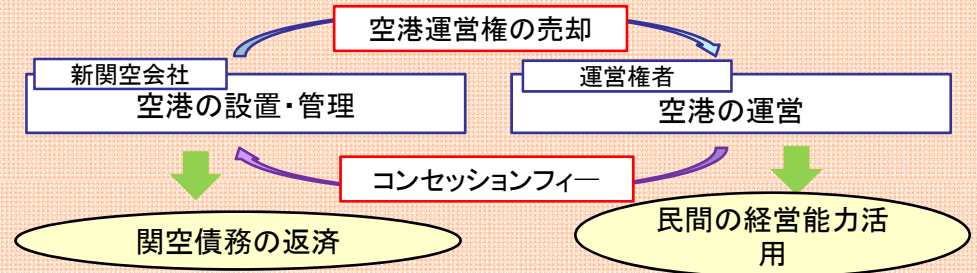 空港運営権の売却
新関空会社
空港の設置・管理
運営権者
空港の運営
コンセッションフィー
関空債務の返済
民間の経営能力活
用